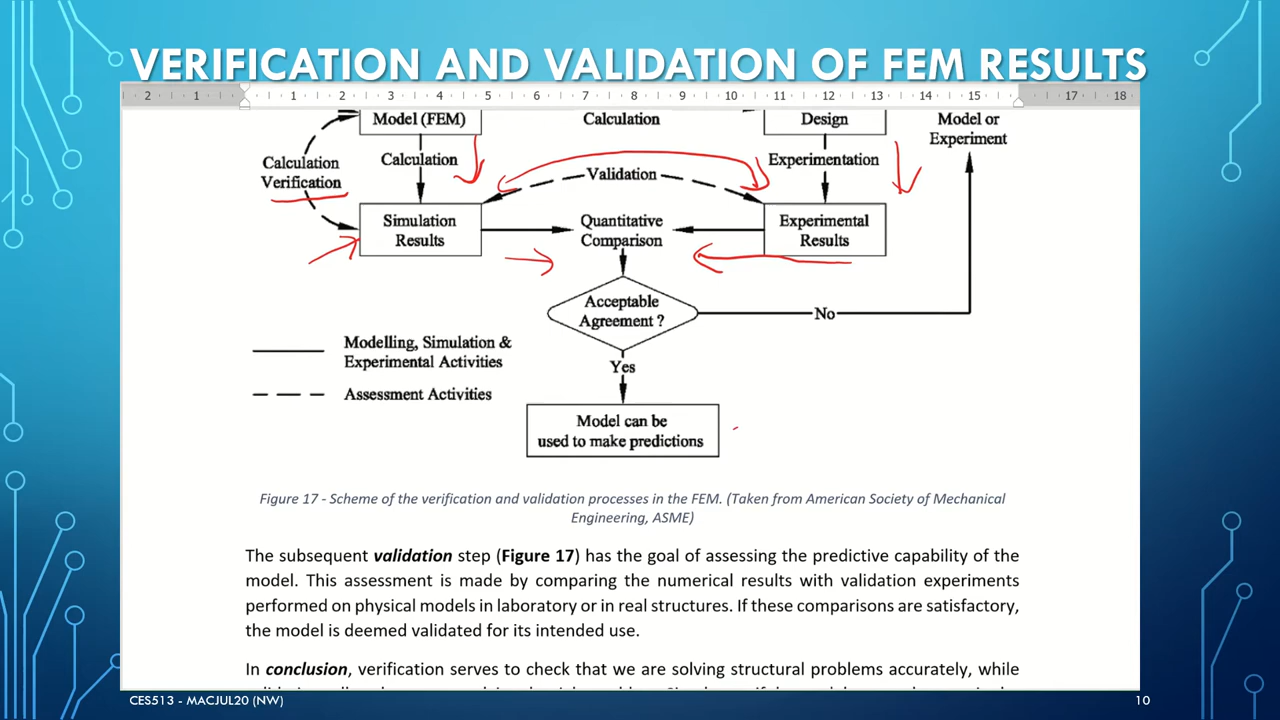 VERIFICATION AND VALIDATION OF FEM RESULTS
2 1 1 2 3 4 5 6 7 8 9 10 11 12 13 14 15 17 18
Model (FEM)
Calculation
Design
Model or
Experiment
Calculation
Verification
Calculation
Validation
Experimentation
Simulation
Results
Quantitative
Comparison
Experimental
Results
Acceptable
Agreement ?
No
Modelling, Simulation &
Experimental Activities
Yes
Assessment Activities
Model can be
used to make predictions
Figure 17 - Scheme of the verification and validation processes in the FEM. (Taken from American Society of Mechanical
Engineering, ASME)
The subsequent validation step (Figure 17) has the goal of assessing the predictive capability of the
model. This assessment is made by comparing the numerical results with validation experiments
performed on physical models in laboratory or in real structures. If these comparisons are satisfactory,
the model is deemed validated for its intended use.
In conclusion, verification serves to check that we are solving structural problems accurately, while
CES513 - MACJUL20 (NW)
10